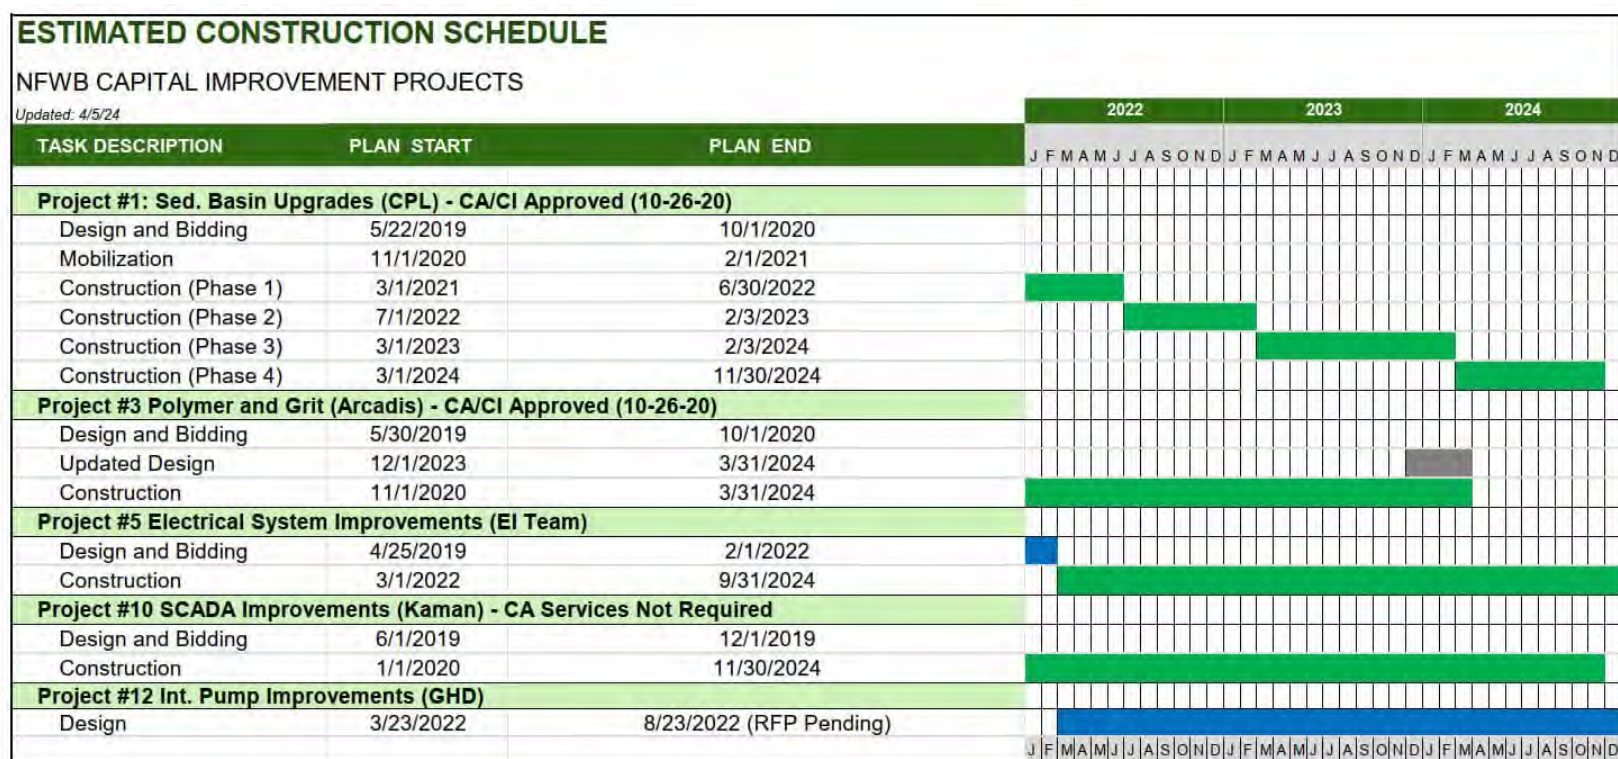 ESTIMATED CONSTRUCTION SCHEDULE
NFWB CAPITAL IMPROVEMENT PROJECTS
Updated: 4/5/24
2022 2023 2024
TASK DESCRIPTION PLAN START PLAN END
J F M A M J J A S O N D J F M A M J J A S O N D J F M A M J J A S O N D
Project #1: Sed. Basin Upgrades (CPL) - CA/CI Approved (10-26-20)
Design and Bidding 5/22/2019 10/1/2020
Mobilization 11/1/2020 2/1/2021
Construction (Phase 1) 3/1/2021 6/30/2022
Construction (Phase 2) 7/1/2022 2/3/2023
Construction (Phase 3) 3/1/2023 2/3/2024
Construction (Phase 4) 3/1/2024 11/30/2024
Project #3 Polymer and Grit (Arcadis) - CA/CI Approved (10-26-20)
Design and Bidding 5/30/2019 10/1/2020
Updated Design 12/1/2023 3/31/2024
Construction 11/1/2020 3/31/2024
Project #5 Electrical System Improvements (EI Team)
Design and Bidding 4/25/2019 2/1/2022
Construction 3/1/2022 9/31/2024
Project #10 SCADA Improvements (Kaman) - CA Services Not Required
Design and Bidding 6/1/2019 12/1/2019
Construction 1/1/2020 11/30/2024
Project #12 Int. Pump Improvements (GHD)
Design 3/23/2022 8/23/2022 (RFP Pending)
J F M A M J J A S O N D J F M A M J J A S O N D J F M A M J J A S O N D